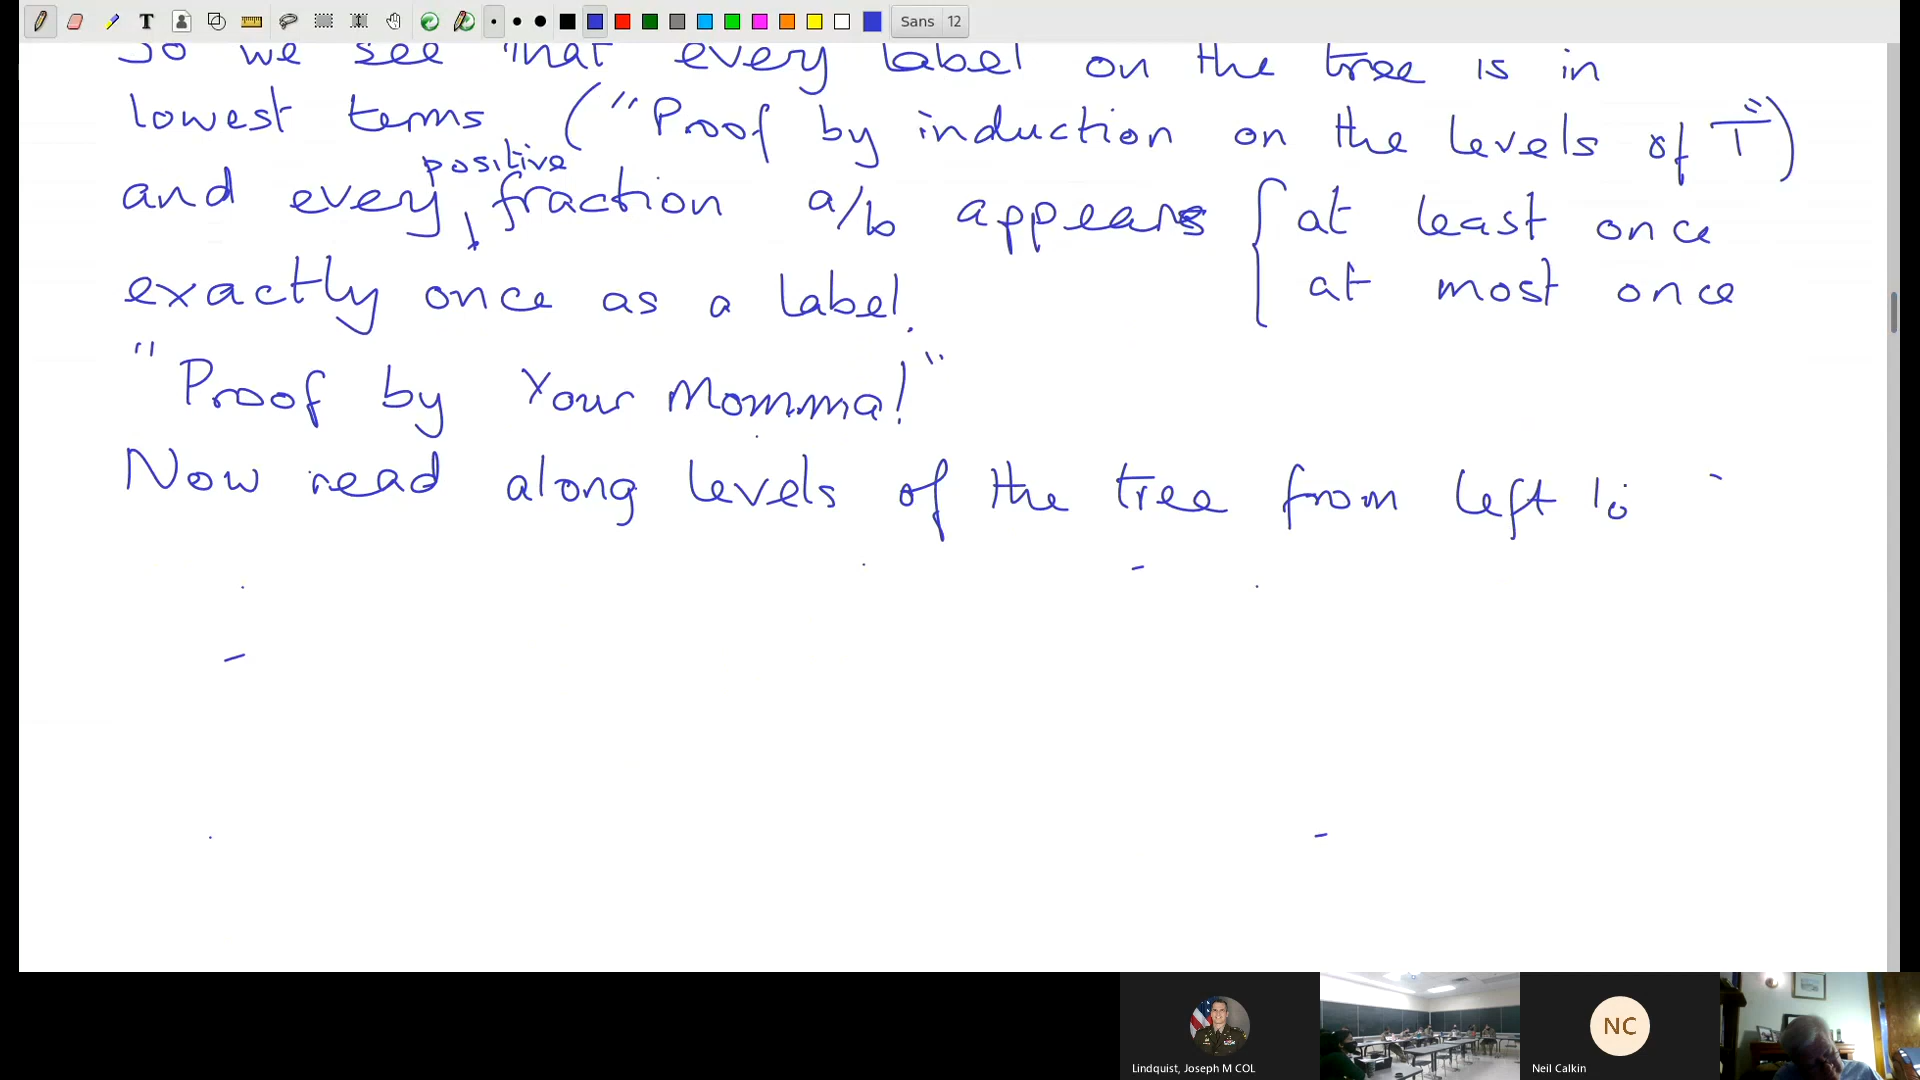 Sans 12
So we see that every label on the tree is in
lowest terms ("Proof by induction on the levels of T")
positive
and every fraction a/b appears { at least once
at most once
exactly once as a label.
"Proof by Your Momma!"
Now read along levels of the tree from left to
NC
Lindquist, Joseph M COL
Neil Calkin